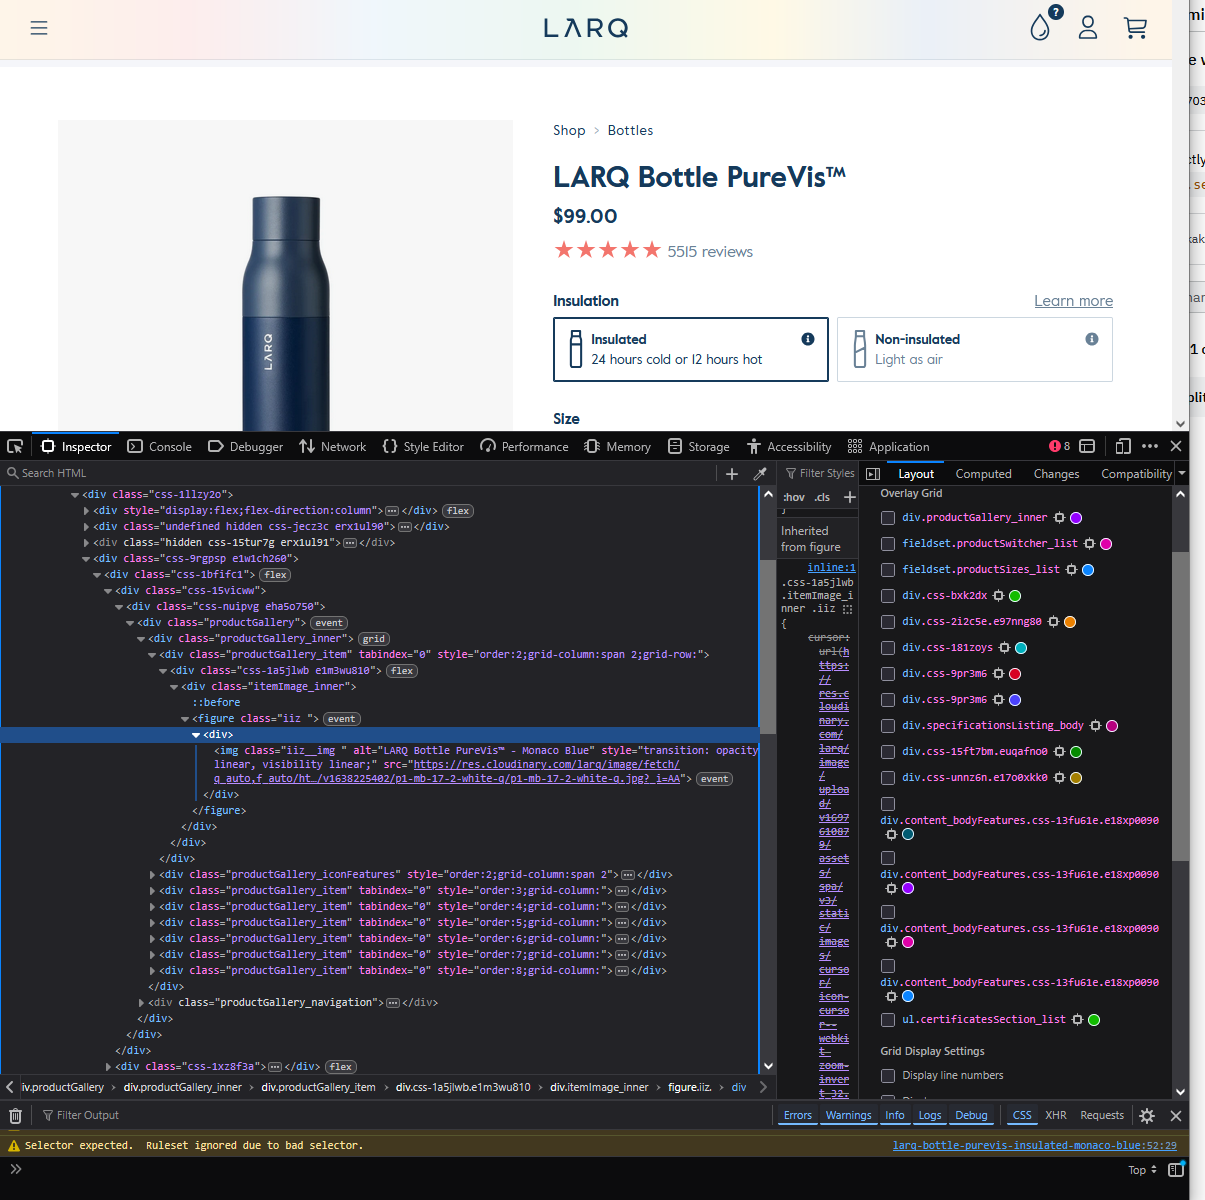 LARQ
?
Shop > Bottles
LARQ Bottle PureVis™
$99.00
5515 reviews
Insulation
Learn more
Insulated
24 hours cold or 12 hours hot
Non-insulated
Light as air
Size
LARQ
Inspector Console Debugger Network Style Editor Performance Memory Storage Accessibility Application 8
Search HTML
<div class="css-1llzy2o">
<div style="display:flex;flex-direction:column"></div> flex
<div class="undefined hidden css-jecz3c erx1ul90"></div>
<div class="hidden css-15tur7g erx1ul91"></div>
<div class="css-9rgpsp e1w1ch260">
<div class="css-1bfifc1"> flex
<div class="css-15vicww">
<div class="css-nuipvg eha5o750">
<div class="productGallery"> event
<div class="productGallery_inner"> grid
<div class="productGallery_item" tabindex="0" style="order:2;grid-column:span 2;grid-row:">
<div class="css-1a5jlwb e1m3wu810"> flex
<div class="itemImage_inner">
::before
<figure class="iiz "> event
<div>
<img class="iiz__img " alt="LARQ Bottle PureVis™ - Monaco Blue" style="transition: opacity
linear, visibility linear;" src="https://res.cloudinary.com/larq/image/fetch/
q_auto,f_auto/ht…/v1638225402/p1-mb-17-2-white-q/p1-mb-17-2-white-q.jpg?_i=AA"> event
</div>
</figure>
</div>
</div>
</div>
<div class="productGallery_iconFeatures" style="order:2;grid-column:span 2"></div>
<div class="productGallery_item" tabindex="0" style="order:3;grid-column:"></div>
<div class="productGallery_item" tabindex="0" style="order:4;grid-column:"></div>
<div class="productGallery_item" tabindex="0" style="order:5;grid-column:"></div>
<div class="productGallery_item" tabindex="0" style="order:6;grid-column:"></div>
<div class="productGallery_item" tabindex="0" style="order:7;grid-column:"></div>
<div class="productGallery_item" tabindex="0" style="order:8;grid-column:"></div>
</div>
<div class="productGallery_navigation"></div>
</div>
</div>
</div>
<div class="css-1xz8f3a"></div> flex
iv.productGallery > div.productGallery_inner > div.productGallery_item > div.css-1a5jlwb.e1m3wu810 > div.itemImage_inner > figure.iiz. > div
Filter Styles
:hov .cls +
}
Inherited
from figure
inline:1
.css-1a5jlwb
.itemImage_i
nner .iiz
{
cursor:
url(h
ttps:
//
res.c
loudi
nary.
com/
larq/
image
/
uploa
d/
v1697
61087
9/
asset
s/
spa/
v3/
stati
c/
image
s/
curso
r/
icon-
curso
r--
webki
t-
zoom-
inver
t_32.
Layout Computed Changes Compatibility
Overlay Grid
div.productGallery_inner
fieldset.productSwitcher_list
fieldset.productSizes_list
div.css-bxk2dx
div.css-2i2c5e.e97nng80
div.css-181zoys
div.css-9pr3m6
div.css-9pr3m6
div.specificationsListing_body
div.css-15ft7bm.euqafno0
div.css-unnz6n.e17o0xkk0
div.content_bodyFeatures.css-13fu61e.e18xp0090
div.content_bodyFeatures.css-13fu61e.e18xp0090
div.content_bodyFeatures.css-13fu61e.e18xp0090
div.content_bodyFeatures.css-13fu61e.e18xp0090
ul.certificatesSection_list
Grid Display Settings
Display line numbers
Filter Output
Errors Warnings Info Logs Debug CSS XHR Requests
Selector expected. Ruleset ignored due to bad selector.
larq-bottle-purevis-insulated-monaco-blue:52:29
Top